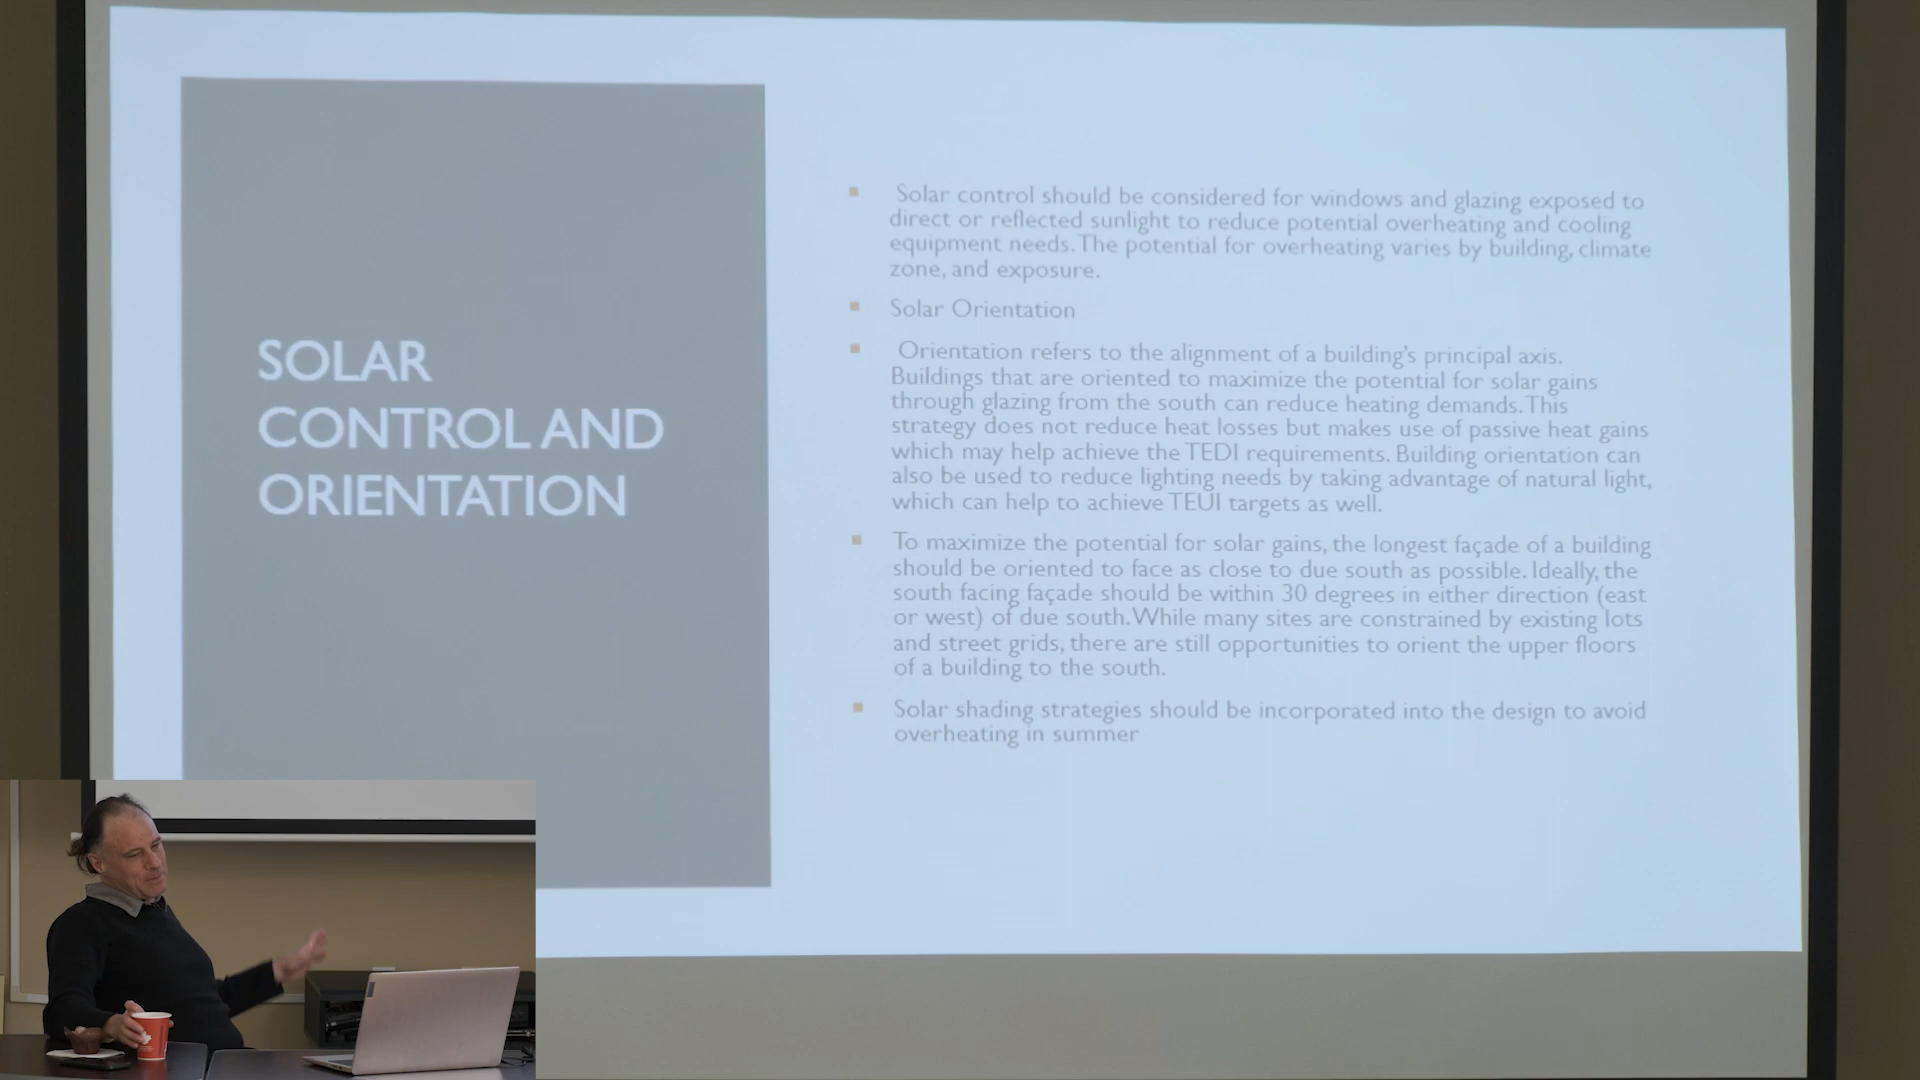 SOLAR
CONTROL AND
ORIENTATION
Solar control should be considered for windows and glazing exposed to
direct or reflected sunlight to reduce potential overheating and cooling
equipment needs. The potential for overheating varies by building, climate
zone, and exposure.
Solar Orientation
Orientation refers to the alignment of a building's principal axis.
Buildings that are oriented to maximize the potential for solar gains
through glazing from the south can reduce heating demands. This
strategy does not reduce heat losses but makes use of passive heat gains
which may help achieve the TEDI requirements. Building orientation can
also be used to reduce lighting needs by taking advantage of natural light,
which can help to achieve TEUI targets as well.
To maximize the potential for solar gains, the longest façade of a building
should be oriented to face as close to due south as possible. Ideally, the
south facing façade should be within 30 degrees in either direction (east
or west) of due south. While many sites are constrained by existing lots
and street grids, there are still opportunities to orient the upper floors
of a building to the south.
Solar shading strategies should be incorporated into the design to avoid
overheating in summer